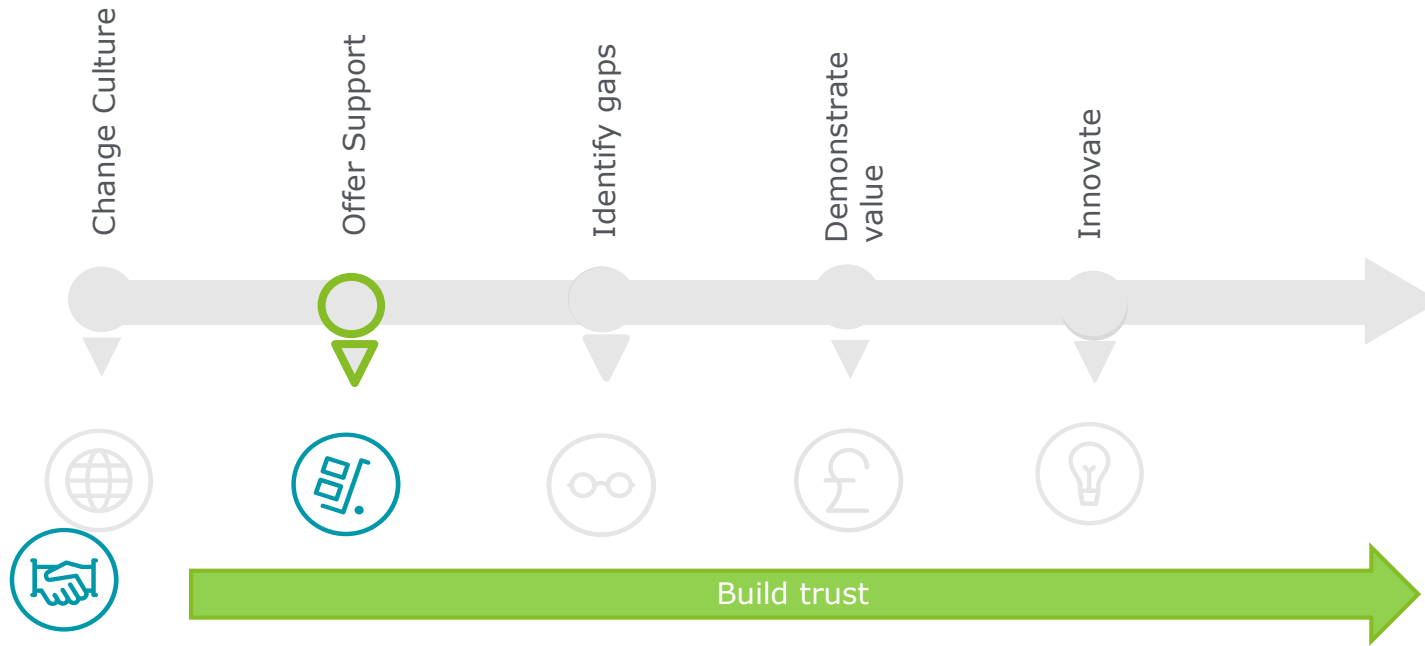 Change Culture
Offer Support
Identify gaps
Demonstrate
value
Innovate
£
Build trust